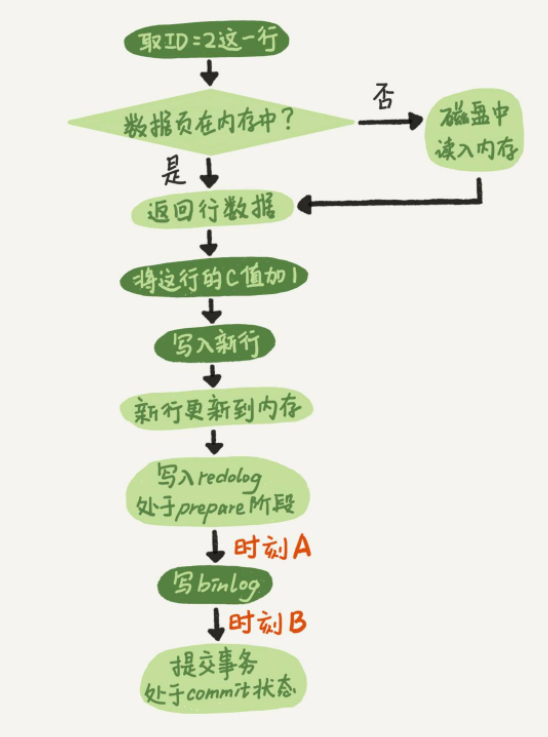 取ID=2这一行
数据页在内存中?
否
磁盘中
读入内存
是
返回行数据
将这行的C值加1
写入新行
新行更新到内存
写入redolog
处于prepare阶段
时刻A
写binlog
时刻B
提交事务
处于commit状态